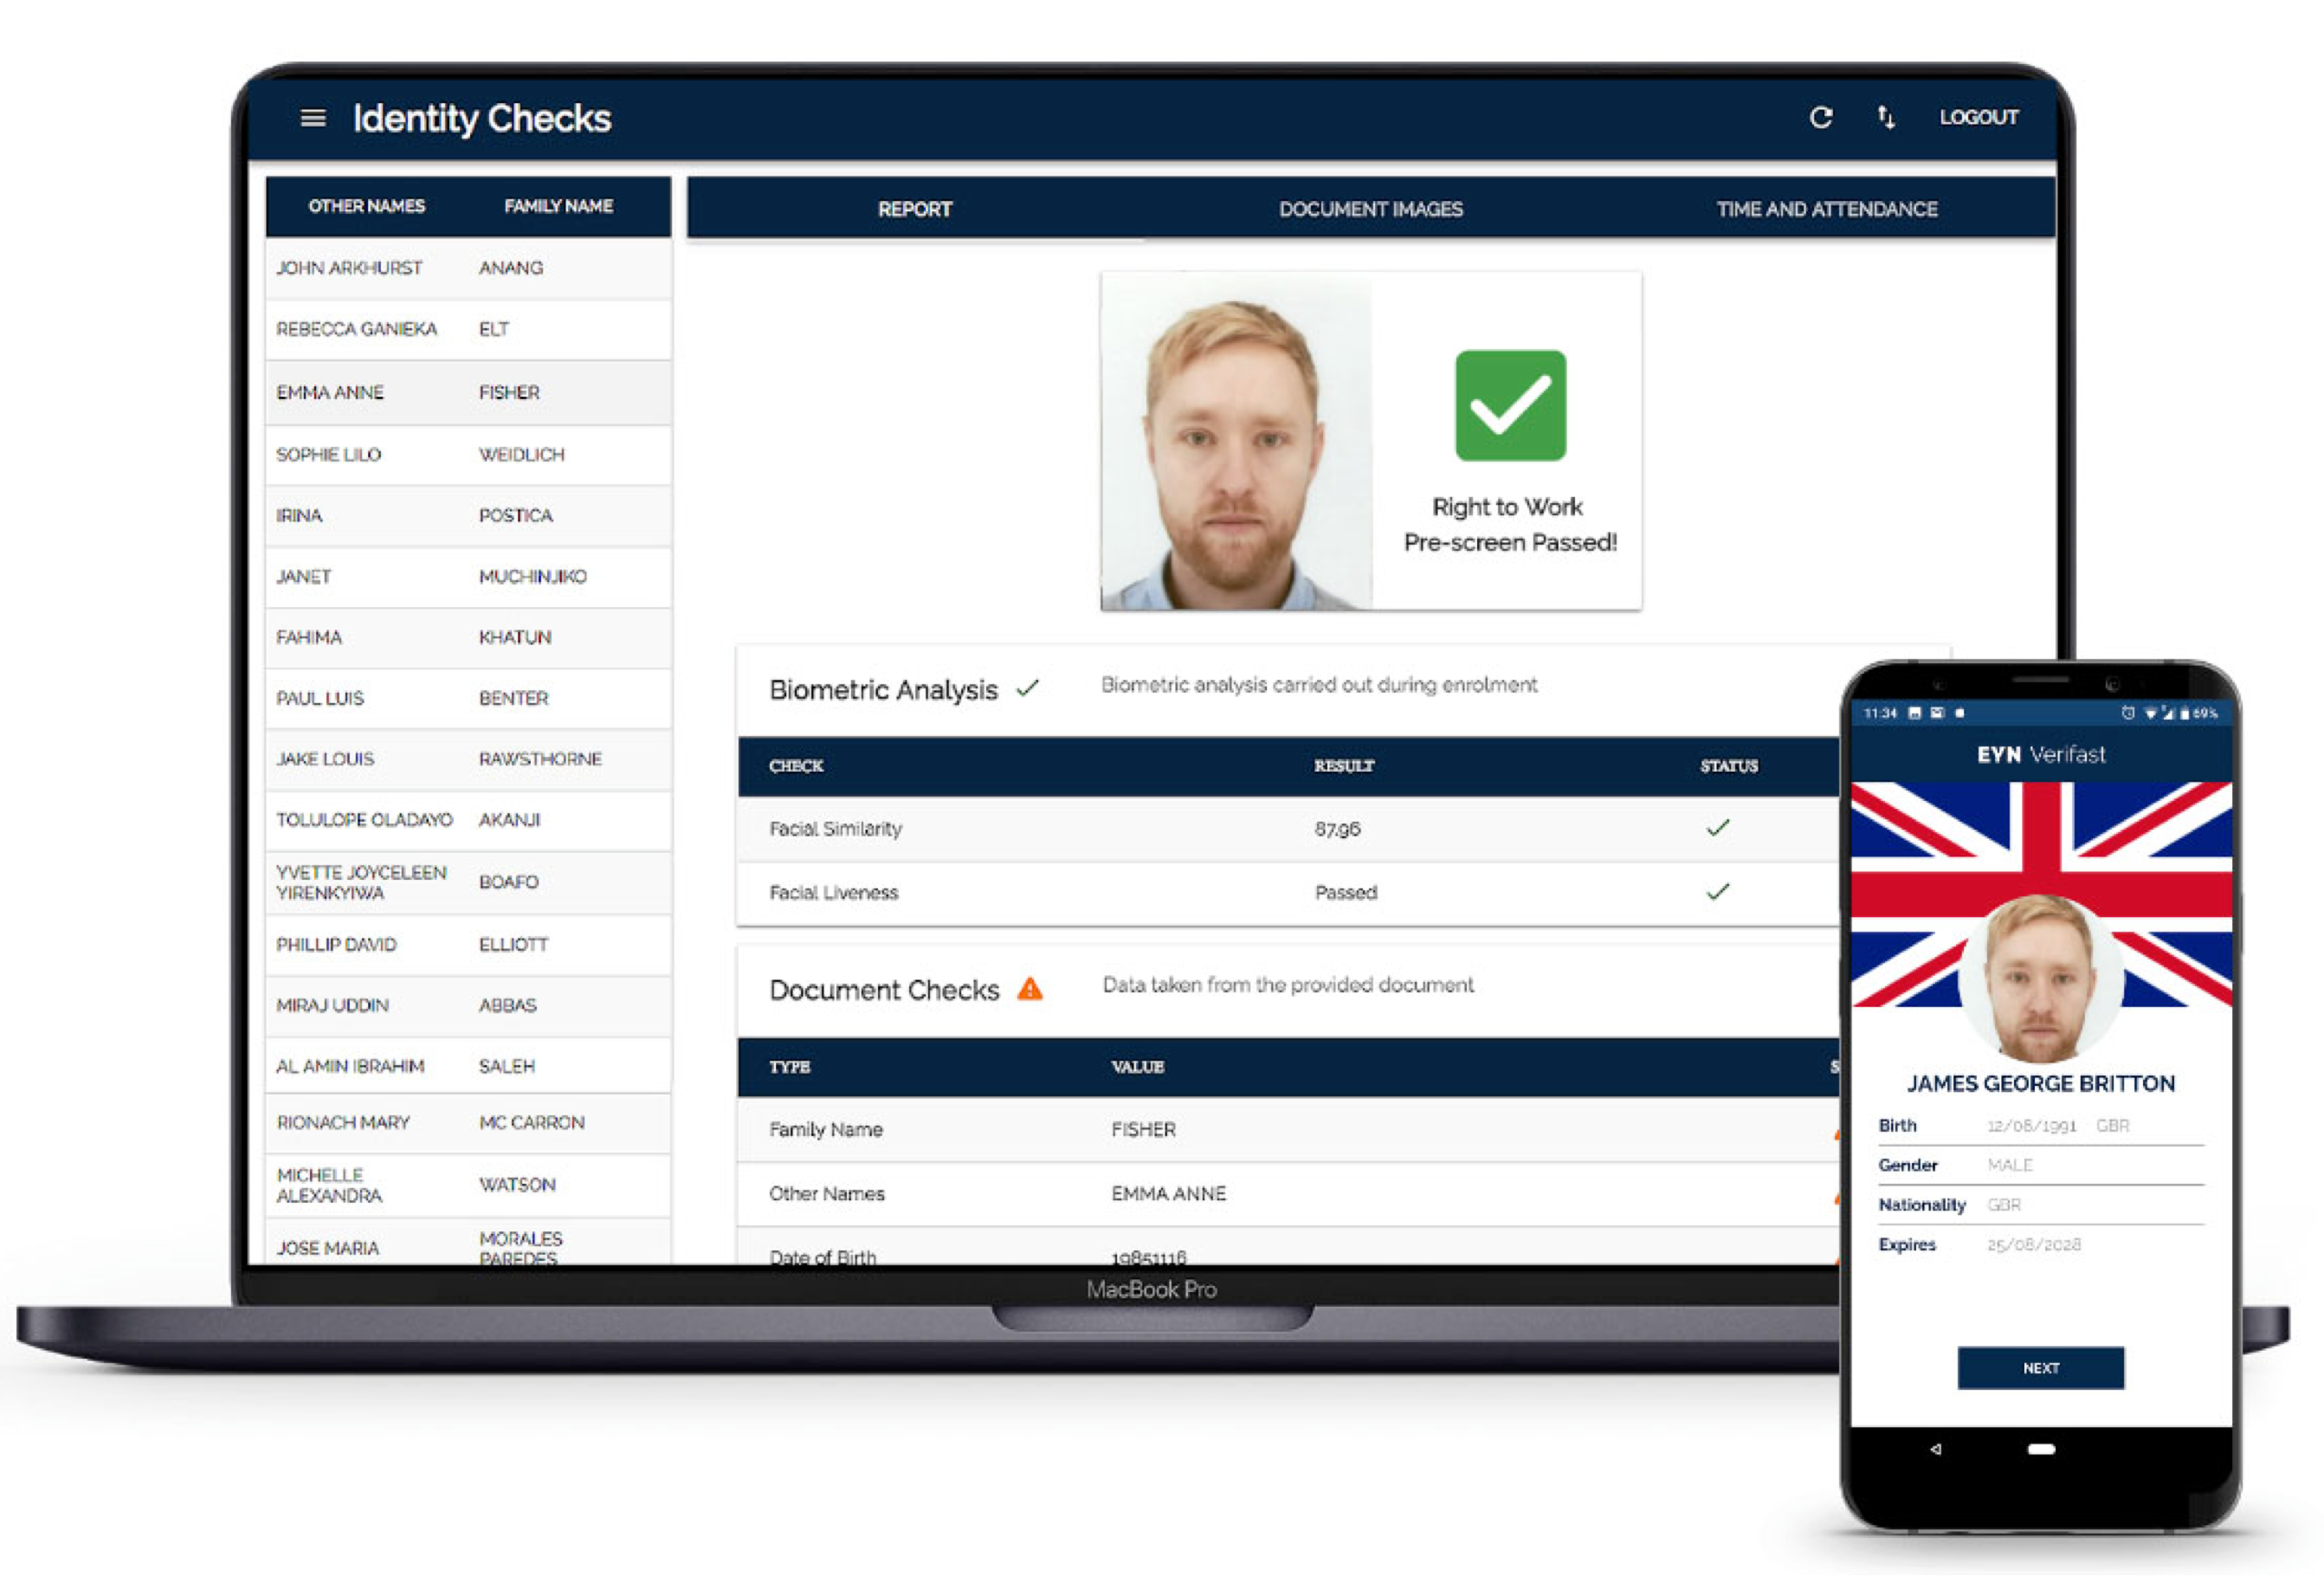 Identity Checks
LOGOUT
OTHER NAMES FAMILY NAME
JOHN ARKHURST ANANG
REBECCA GANIEKA ELT
EMMA ANNE FISHER
SOPHIE LILO WEIDLICH
IRINA POSTICA
JANET MUCHINJIKO
FAHIMA KHATUN
PAUL LUIS BENTER
JAKE LOUIS RAWSTHORNE
TOLULOPE OLADAYO AKANJI
YVETTE JOYCELEEN
YIRENKYIWA BOAFO
PHILLIP DAVID ELLIOTT
MIRAJ UDDIN ABBAS
AL AMIN IBRAHIM SALEH
RIONACH MARY MC CARRON
MICHELLE
ALEXANDRA WATSON
JOSE MARIA MORALES
PAREDES
REPORT DOCUMENT IMAGES TIME AND ATTENDANCE
Right to Work
Pre-screen Passed!
Biometric Analysis Biometric analysis carried out during enrolment
CHECK RESULT STATUS
Facial Similarity 87.96
Facial Liveness Passed
Document Checks Data taken from the provided document
TYPE VALUE S
Family Name FISHER
Other Names EMMA ANNE
Date of Birth 19851116
MacBook Pro
11:34 69%
EYN Verifast
JAMES GEORGE BRITTON
Birth 12/08/1991 GBR
Gender MALE
Nationality GBR
Expires 25/08/2028
NEXT